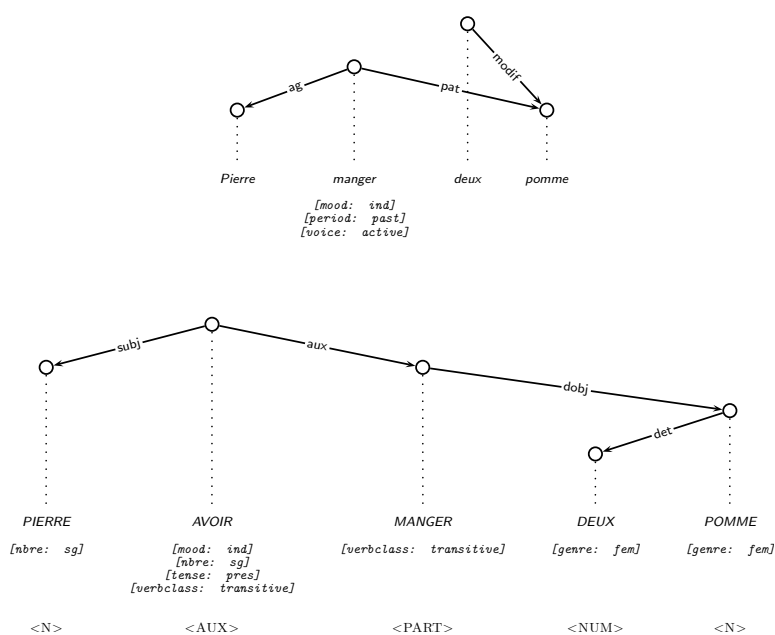 modif
ag
pat
Pierre manger deux pomme
[mood: ind]
[period: past]
[voice: active]
subj
aux
dobj
det
PIERRE AVOIR MANGER DEUX POMME
[nbre: sg] [mood: ind] [verbclass: transitive] [genre: fem] [genre: fem]
[nbre: sg]
[tense: pres]
[verbclass: transitive]
<N> <AUX> <PART> <NUM> <N>